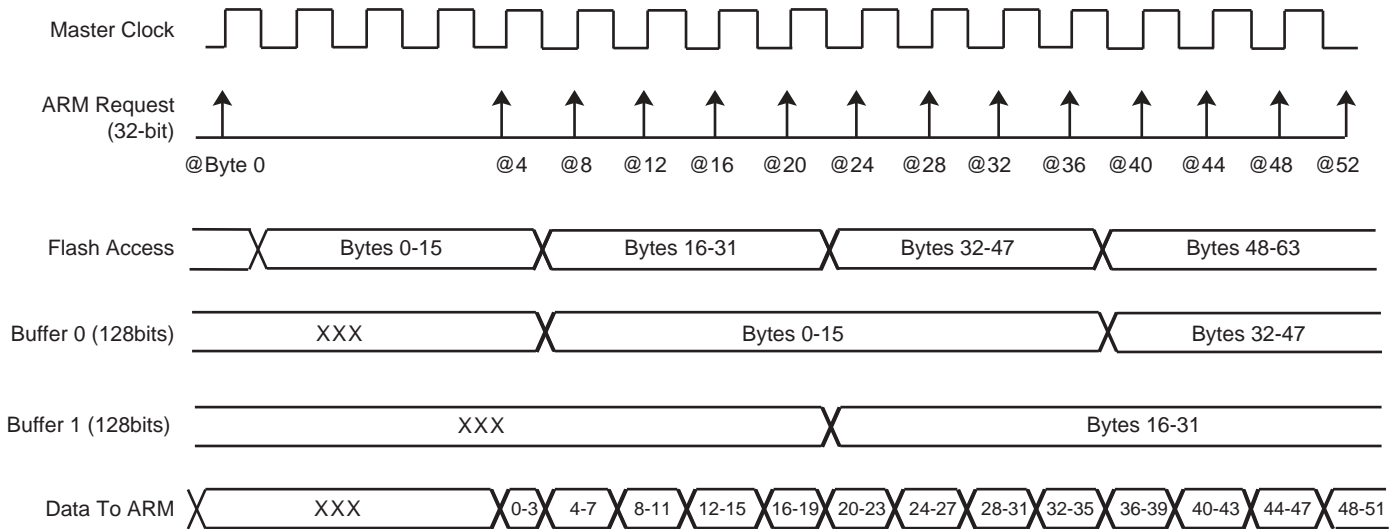 Master Clock
ARM Request
(32-bit)
@Byte 0 @4 @8 @12 @16 @20 @24 @28 @32 @36 @40 @44 @48 @52
Flash Access Bytes 0-15 Bytes 16-31 Bytes 32-47 Bytes 48-63
Buffer 0 (128bits) XXX Bytes 0-15 Bytes 32-47
Buffer 1 (128bits) XXX Bytes 16-31
Data To ARM XXX 0-3 4-7 8-11 12-15 16-19 20-23 24-27 28-31 32-35 36-39 40-43 44-47 48-51